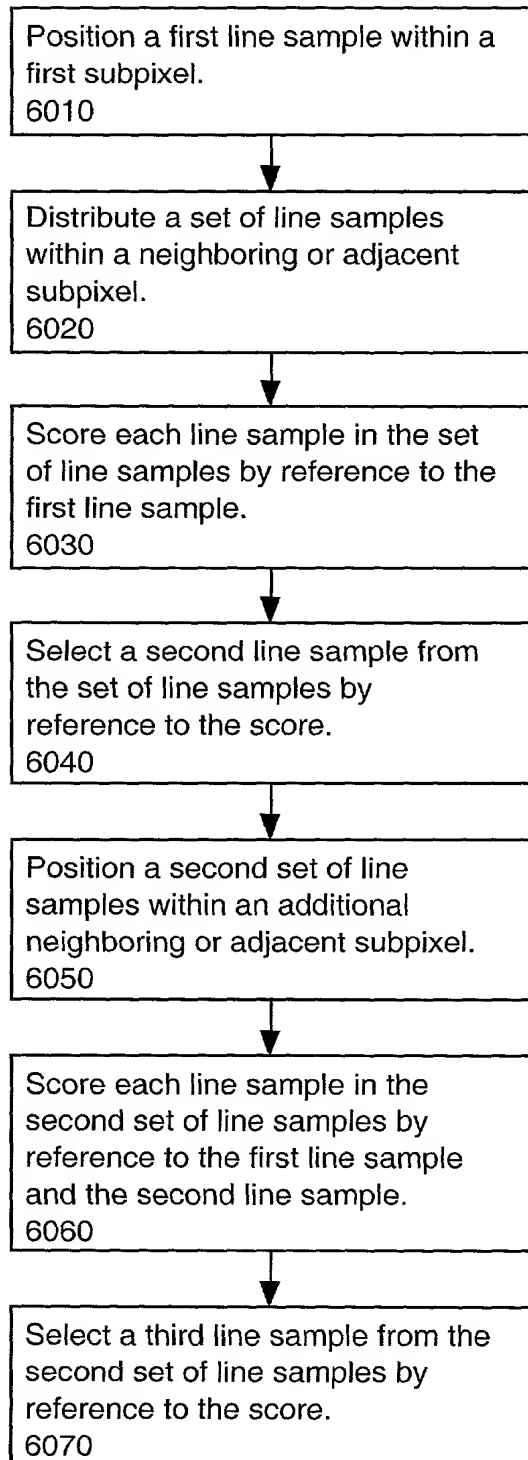 Position a first line sample within a
first subpixel.
6010
Distribute a set of line samples
within a neighboring or adjacent
subpixel.
6020
Score each line sample in the set
of line samples by reference to the
first line sample.
6030
Select a second line sample from
the set of line samples by
reference to the score.
6040
Position a second set of line
samples within an additional
neighboring or adjacent subpixel.
6050
Score each line sample in the
second set of line samples by
reference to the first line sample
and the second line sample.
6060
Select a third line sample from the
second set of line samples by
reference to the score.
6070